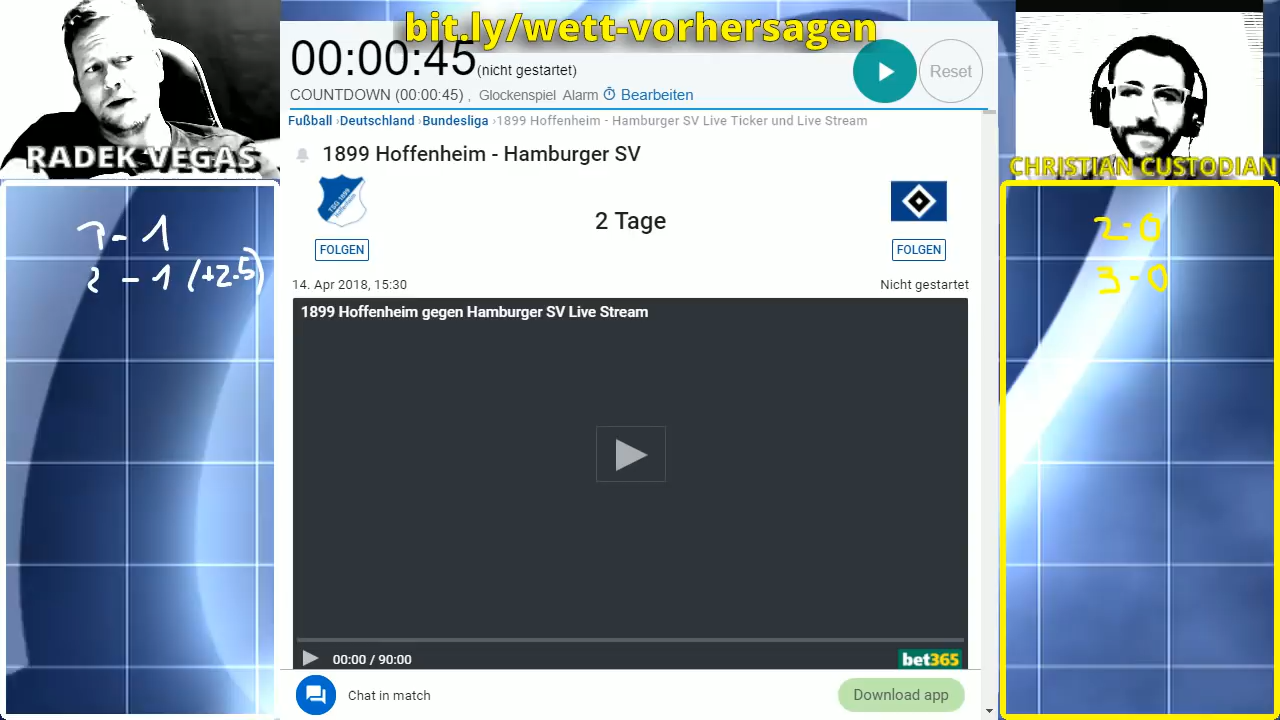 bit.ly/wett-vorhersagen
00:00:45
Reset
COUNTDOWN (00:00:45) , Glockenspiel Alarm Bearbeiten
Fußball Deutschland Bundesliga 1899 Hoffenheim - Hamburger SV Live Ticker und Live Stream
1899 Hoffenheim - Hamburger SV
2 Tage
FOLGEN
FOLGEN
14. Apr 2018, 15:30
Nicht gestartet
1899 Hoffenheim gegen Hamburger SV Live Stream
00:00 / 90:00
bet365
Chat in match
Download app
RADEK VEGAS
- 1
2 - 1 (+2.5)
CHRISTIAN CUSTODIAN
2-0
3-0